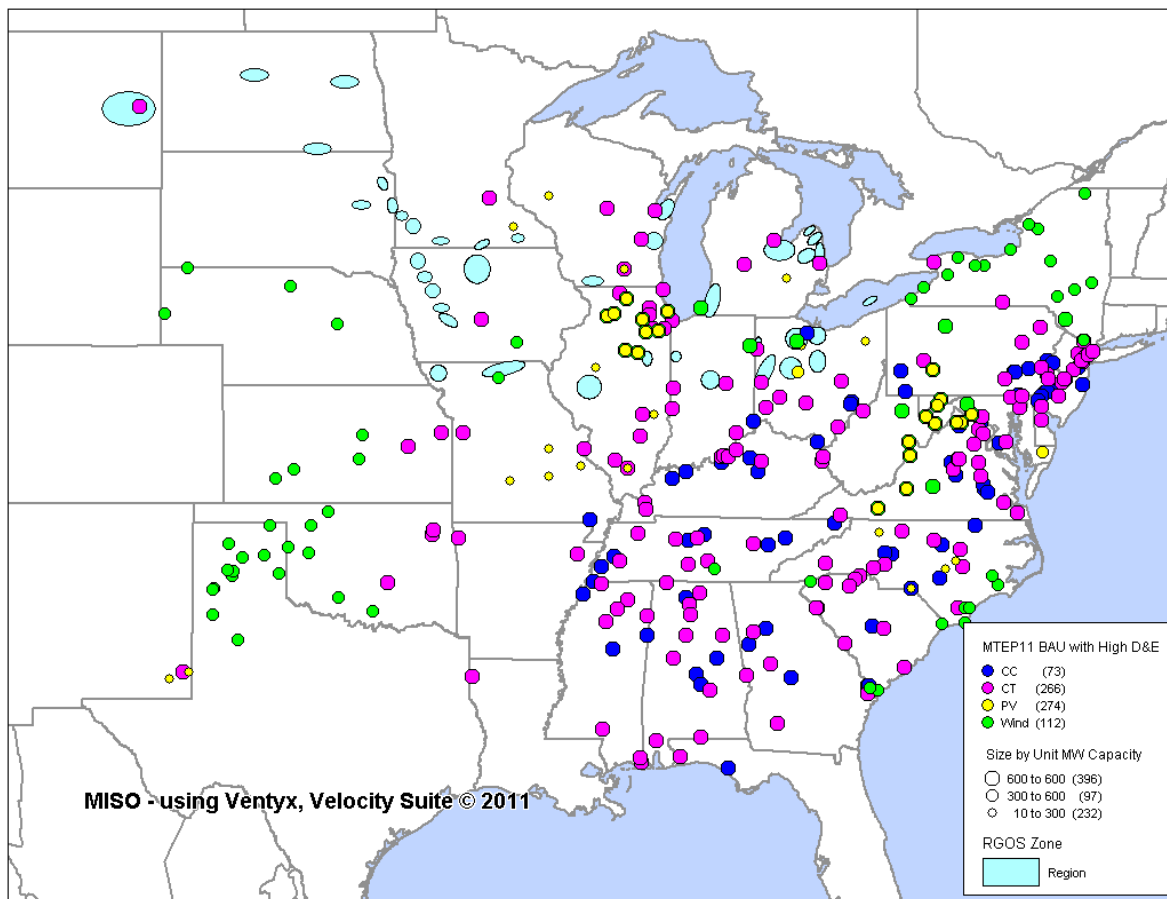 MTEP11 BAU with High D&E
CC (73)
CT (266)
PV (274)
Wind (112)
Size by Unit MW Capacity
600 to 600 (396)
300 to 600 (97)
10 to 300 (232)
RGOS Zone
Region
MISO - using Ventyx, Velocity Suite © 2011